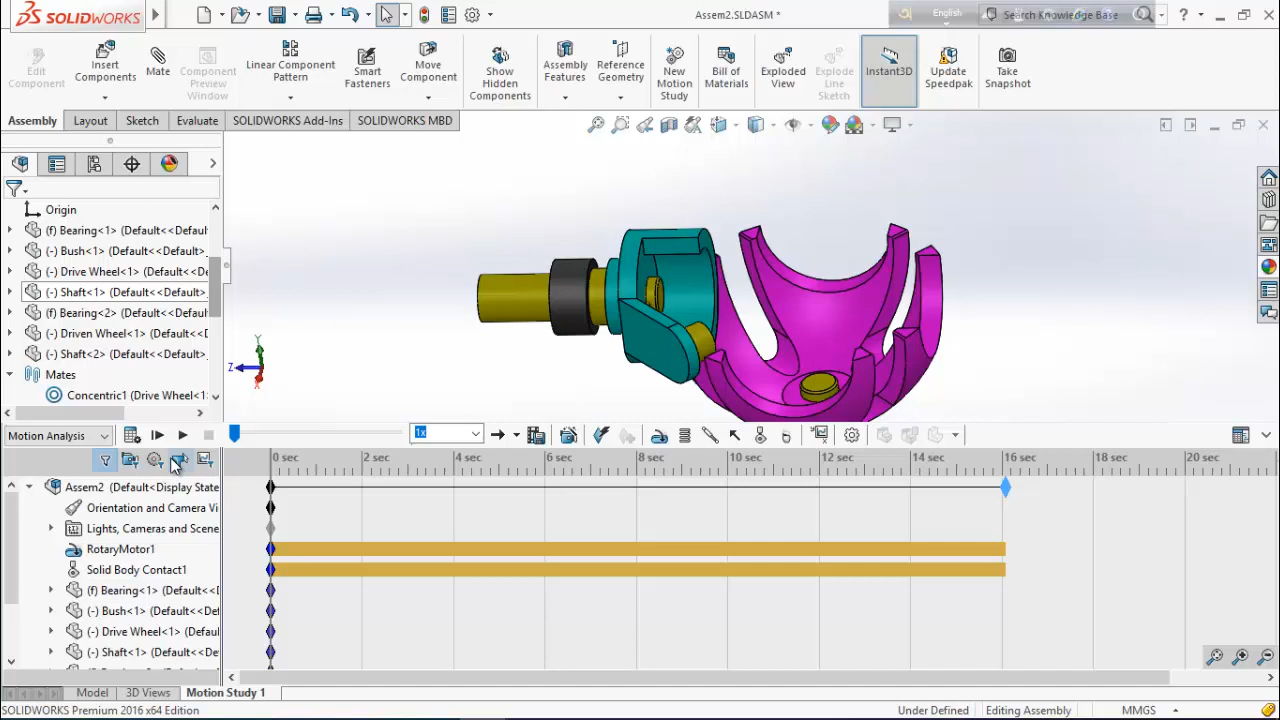 SOLIDWORKS
Assem2.SLDASM *
English
Search Knowledge Base
?
Edit
Component
Insert
Components
Mate
Component
Preview
Window
Linear Component
Pattern
Smart
Fasteners
Move
Component
Show
Hidden
Components
Assembly
Features
Reference
Geometry
New
Motion
Study
Bill of
Materials
Exploded
View
Explode
Line
Sketch
Instant3D
Update
Speedpak
Take
Snapshot
Assembly
Layout
Sketch
Evaluate
SOLIDWORKS Add-Ins
SOLIDWORKS MBD
Origin
(f) Bearing<1> (Default<<Defaul
(-) Bush<1> (Default<<Default>
(-) Drive Wheel<1> (Default<<De
(-) Shaft<1> (Default<<Default>
(f) Bearing<2> (Default<<Defaul
(-) Driven Wheel<1> (Default<<D
(-) Shaft<2> (Default<<Default>
Mates
Concentric1 (Drive Wheel<1
Y
Z
X
Motion Analysis
1x
0 sec
2 sec
4 sec
6 sec
8 sec
10 sec
12 sec
14 sec
16 sec
18 sec
20 sec
Assem2 (Default<Display State
Orientation and Camera Vi
Lights, Cameras and Scene
RotaryMotor1
Solid Body Contact1
(f) Bearing<1> (Default<<D
(-) Bush<1> (Default<<Def
(-) Drive Wheel<1> (Defau
(-) Shaft<1> (Default<<Def
Model
3D Views
Motion Study 1
SOLIDWORKS Premium 2016 x64 Edition
Under Defined
Editing Assembly
MMGS